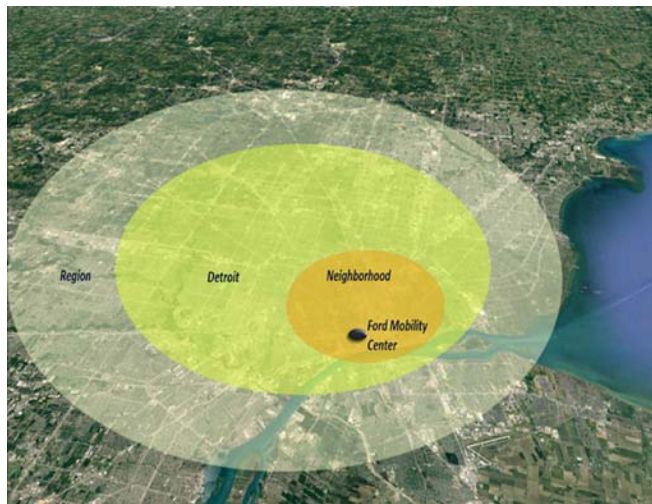 Region
Detroit
Neighborhood
Ford Mobility
Center